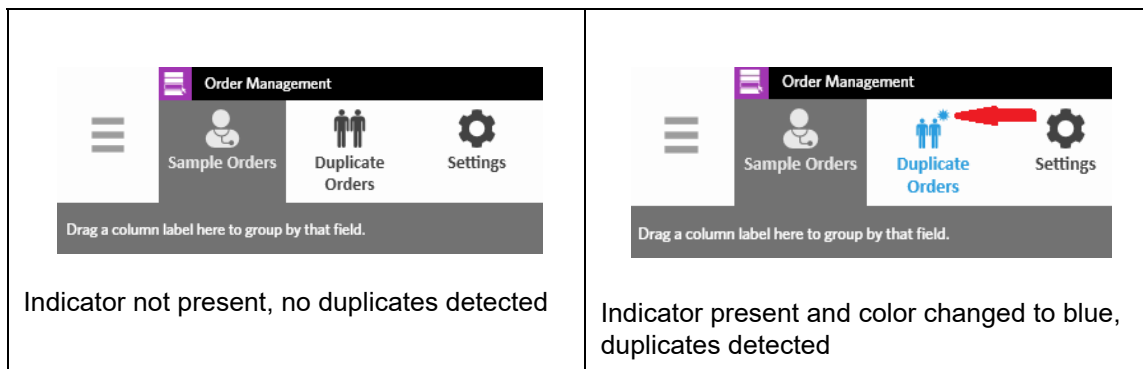 Order Management
Sample Orders
Duplicate
Orders
Settings
Drag a column label here to group by that field.
Indicator not present, no duplicates detected
Order Management
Sample Orders
Duplicate
Orders
Settings
Drag a column label here to group by that field.
Indicator present and color changed to blue,
duplicates detected